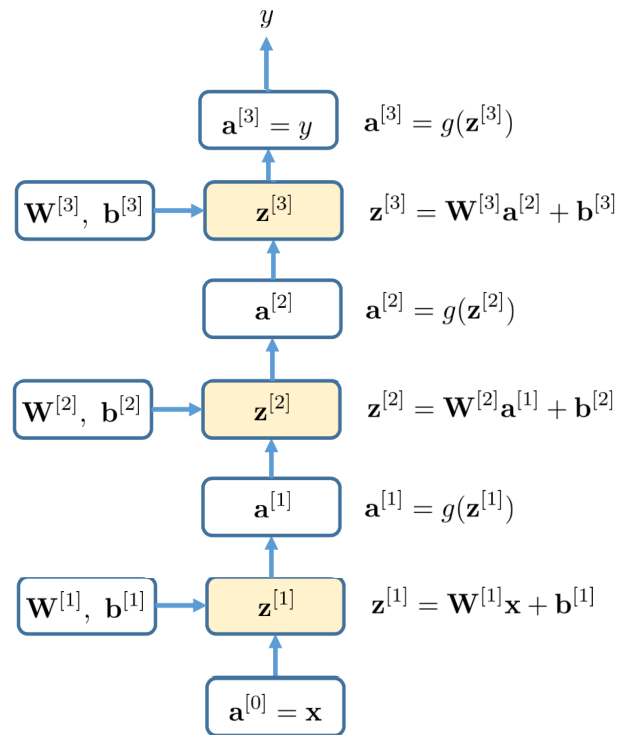 y
a^[3] = y    a^[3] = g(z^[3])
W^[3], b^[3]    z^[3]    z^[3] = W^[3]a^[2] + b^[3]
a^[2]    a^[2] = g(z^[2])
W^[2], b^[2]    z^[2]    z^[2] = W^[2]a^[1] + b^[2]
a^[1]    a^[1] = g(z^[1])
W^[1], b^[1]    z^[1]    z^[1] = W^[1]x + b^[1]
a^[0] = x